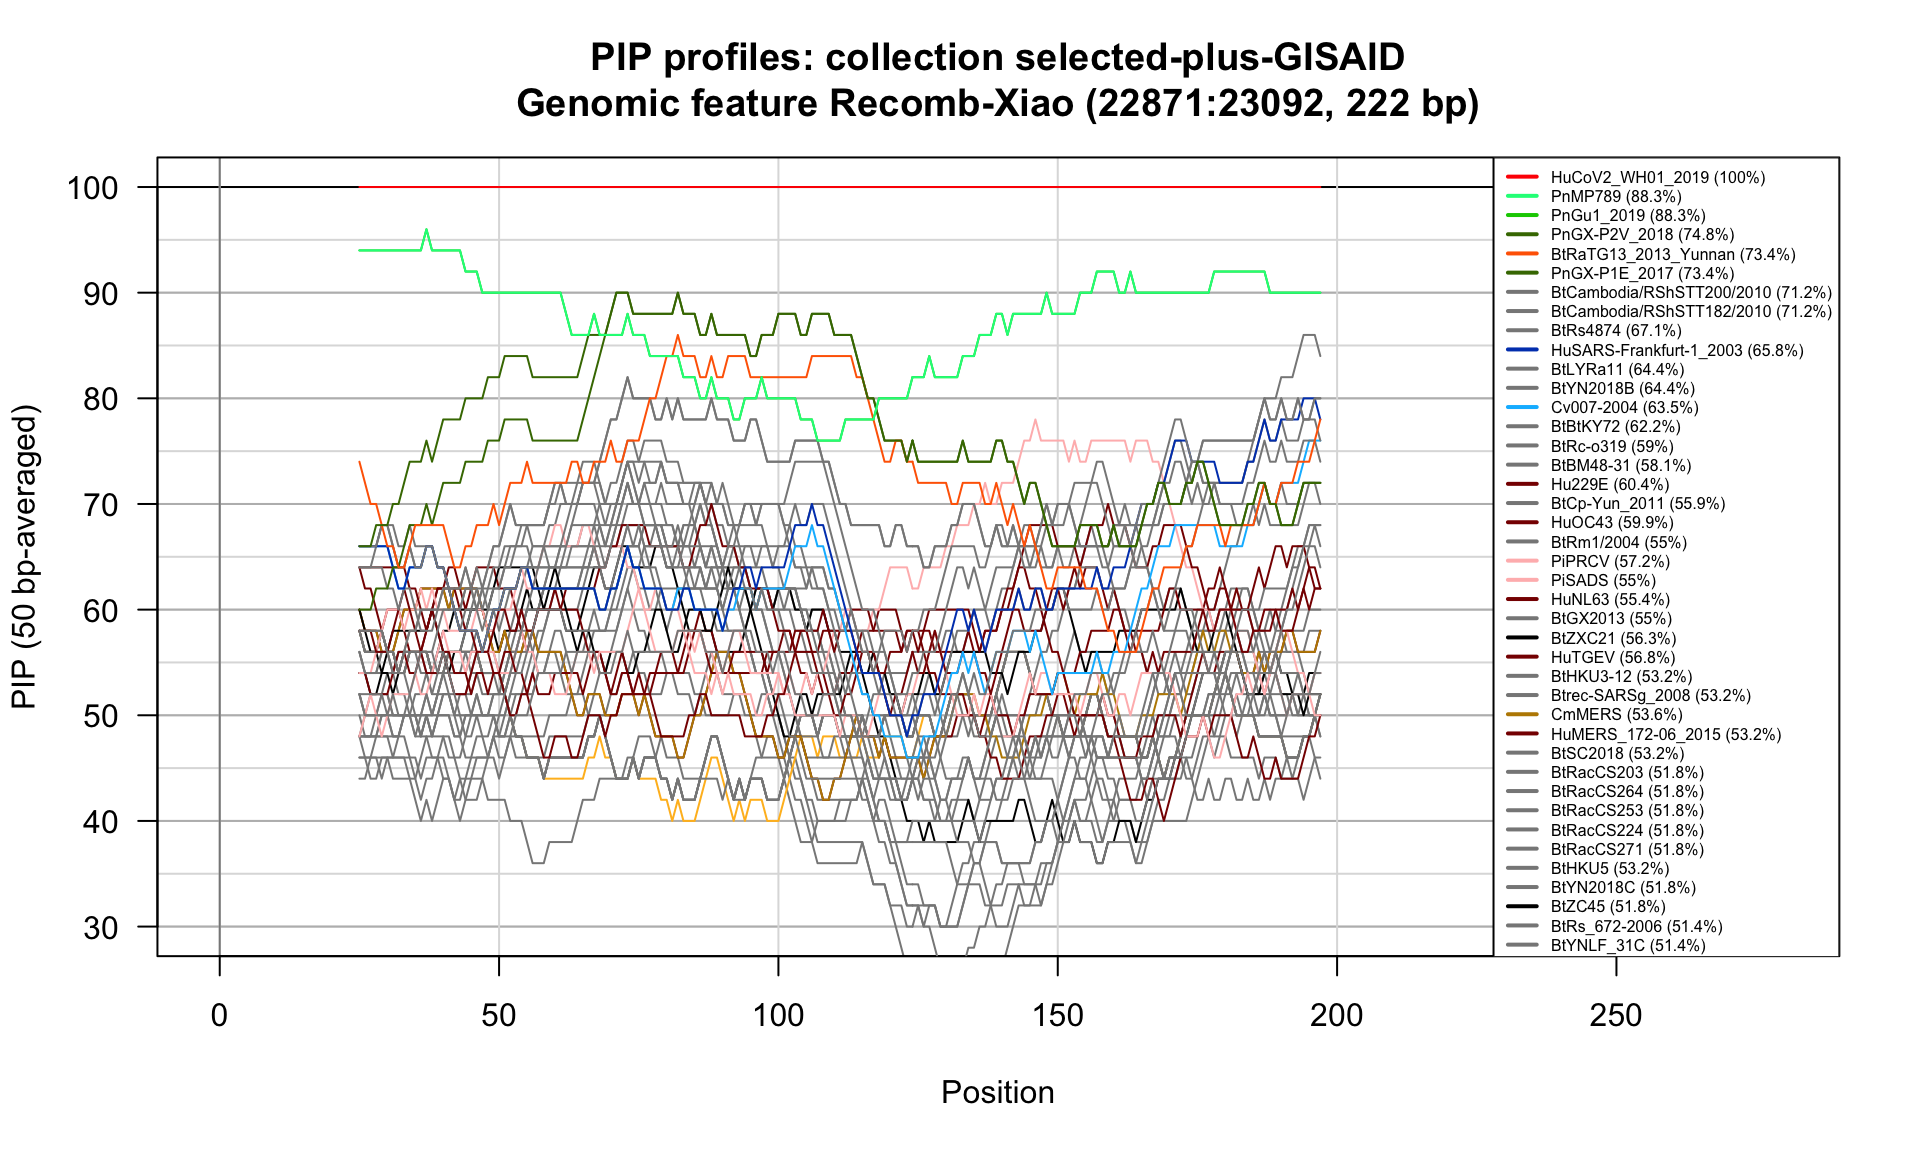 PIP profiles: collection selected-plus-GISAID
Genomic feature Recomb-Xiao (22871:23092, 222 bp)
PIP (50 bp-averaged)
100
90
80
70
60
50
40
30
0
50
100
150
200
250
Position
HuCoV2_WH01_2019 (100%)
PnMP789 (88.3%)
PnGu1_2019 (88.3%)
PnGX-P2V_2018 (74.8%)
BtRaTG13_2013_Yunnan (73.4%)
PnGX-P1E_2017 (73.4%)
BtCambodia/RShSTT200/2010 (71.2%)
BtCambodia/RShSTT182/2010 (71.2%)
BtRs4874 (67.1%)
HuSARS-Frankfurt-1_2003 (65.8%)
BtLYRa11 (64.4%)
BtYN2018B (64.4%)
Cv007-2004 (63.5%)
BtBtKY72 (62.2%)
BtRc-o319 (59%)
BtBM48-31 (58.1%)
Hu229E (60.4%)
BtCp-Yun_2011 (55.9%)
HuOC43 (59.9%)
BtRm1/2004 (55%)
PiPRCV (57.2%)
PiSADS (55%)
HuNL63 (55.4%)
BtGX2013 (55%)
BtZXC21 (56.3%)
HuTGEV (56.8%)
BtHKU3-12 (53.2%)
Btrec-SARSg_2008 (53.2%)
CmMERS (53.6%)
HuMERS_172-06_2015 (53.2%)
BtSC2018 (53.2%)
BtRacCS203 (51.8%)
BtRacCS264 (51.8%)
BtRacCS253 (51.8%)
BtRacCS224 (51.8%)
BtRacCS271 (51.8%)
BtHKU5 (53.2%)
BtYN2018C (51.8%)
BtZC45 (51.8%)
BtRs_672-2006 (51.4%)
BtYNLF_31C (51.4%)